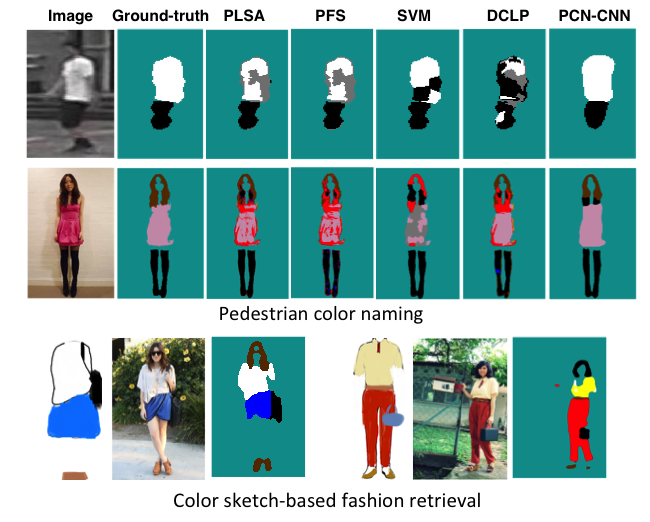 Image Ground-truth PLSA PFS SVM DCLP PCN-CNN
Pedestrian color naming
Color sketch-based fashion retrieval